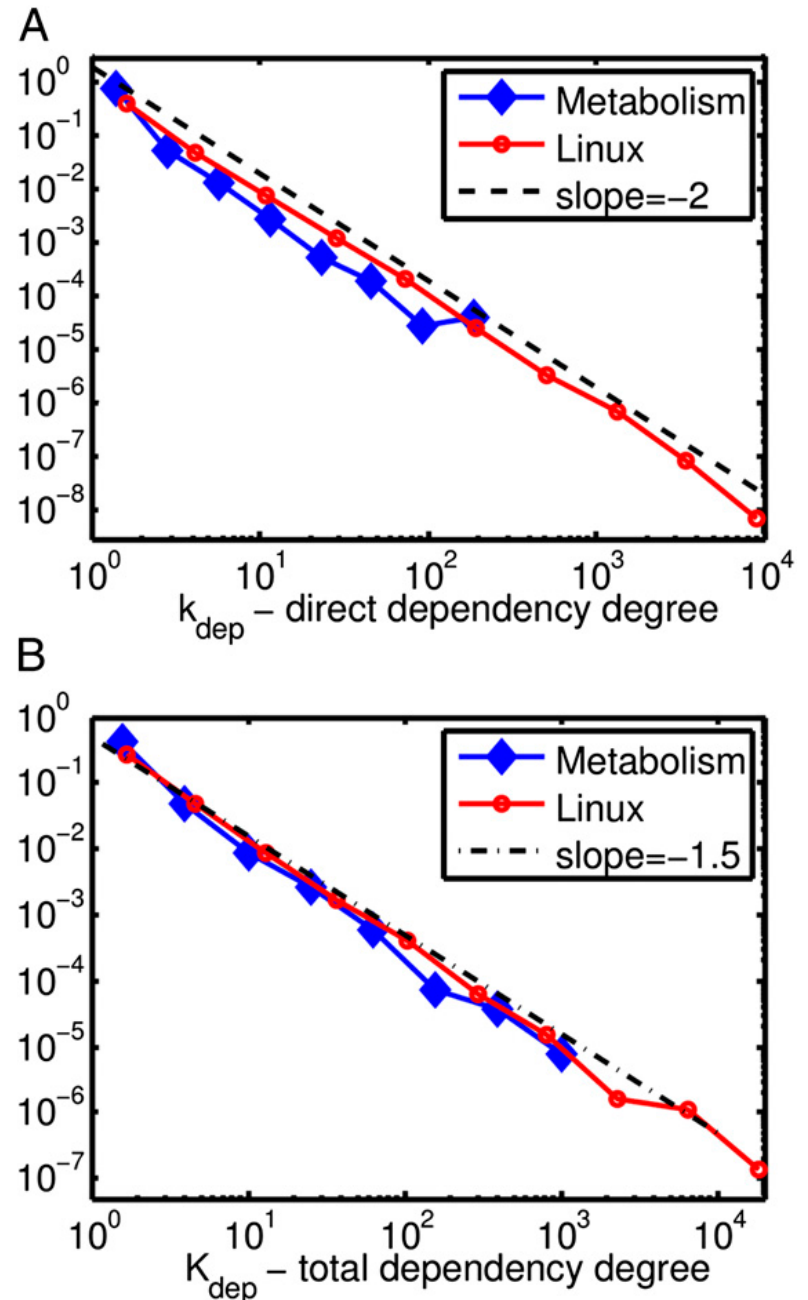 A
10^0
10^−1
10^−2
10^−3
10^−4
10^−5
10^−6
10^−7
10^−8
Metabolism
Linux
slope=−2
10^0 10^1 10^2 10^3 10^4
k_dep − direct dependency degree
B
10^0
10^−1
10^−2
10^−3
10^−4
10^−5
10^−6
10^−7
Metabolism
Linux
slope=−1.5
10^0 10^1 10^2 10^3 10^4
K_dep − total dependency degree